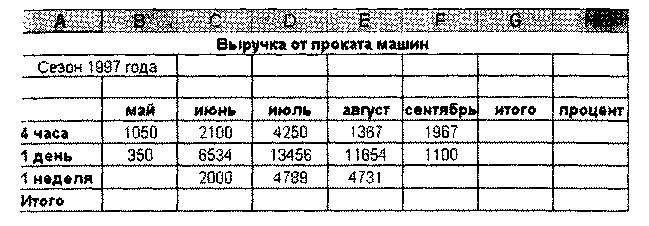 A B C D E F G
Выручка от проката машин
Сезон 1997 года
май июнь июль август сентябрь итого процент
4 часа 1050 2100 4250 1367 1967
1 день 350 6534 13456 11654 1100
1 неделя 2000 4789 4731
Итого